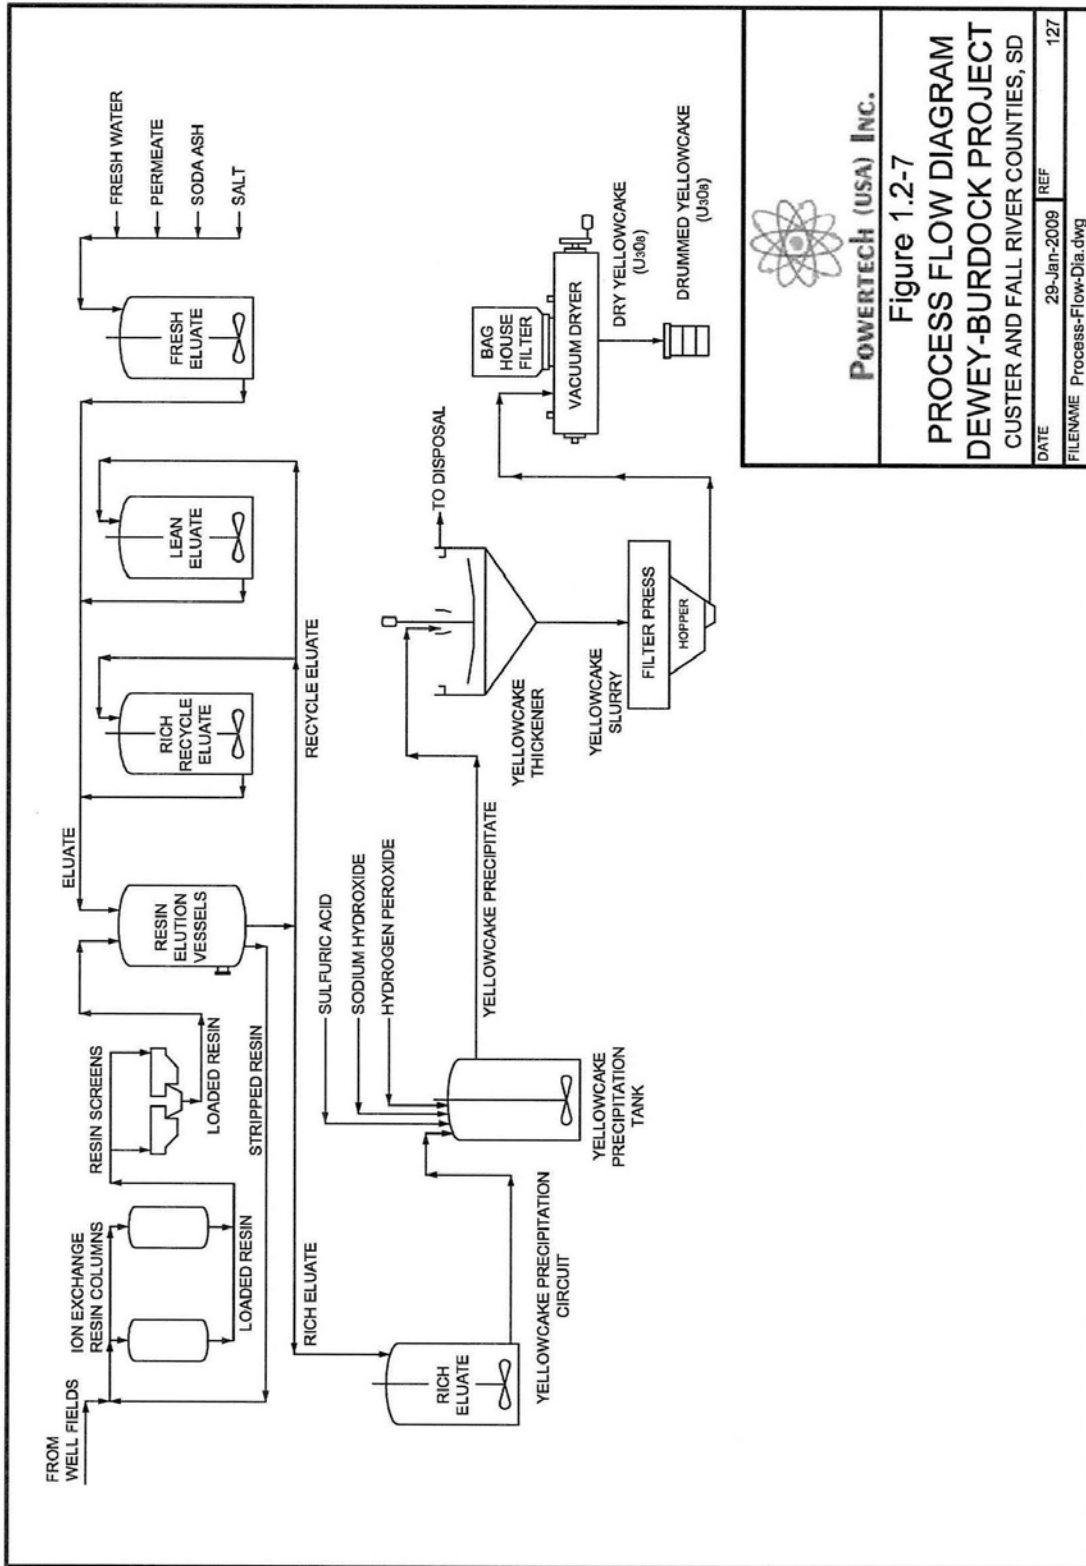 FROM
WELL FIELDS
ION EXCHANGE
RESIN COLUMNS
LOADED RESIN
RESIN SCREENS
LOADED RESIN
STRIPPED RESIN
RESIN
ELUTION
VESSELS
ELUATE
RICH
RECYCLE
ELUATE
LEAN
ELUATE
FRESH
ELUATE
FRESH WATER
PERMEATE
SODA ASH
SALT
RICH ELUATE
RECYCLE ELUATE
RICH
ELUATE
YELLOWCAKE PRECIPITATION
CIRCUIT
SULFURIC ACID
SODIUM HYDROXIDE
HYDROGEN PEROXIDE
YELLOWCAKE
PRECIPITATION
TANK
YELLOWCAKE PRECIPITATE
YELLOWCAKE
THICKENER
TO DISPOSAL
YELLOWCAKE
SLURRY
FILTER PRESS
HOPPER
BAG
HOUSE
FILTER
VACUUM DRYER
DRY YELLOWCAKE
(U3O8)
DRUMMED YELLOWCAKE
(U3O8)
POWERTECH (USA) INC.
Figure 1.2-7
PROCESS FLOW DIAGRAM
DEWEY-BURDOCK PROJECT
CUSTER AND FALL RIVER COUNTIES, SD
DATE 29-Jan-2009 REF 127
FILENAME Process-Flow-Dia.dwg